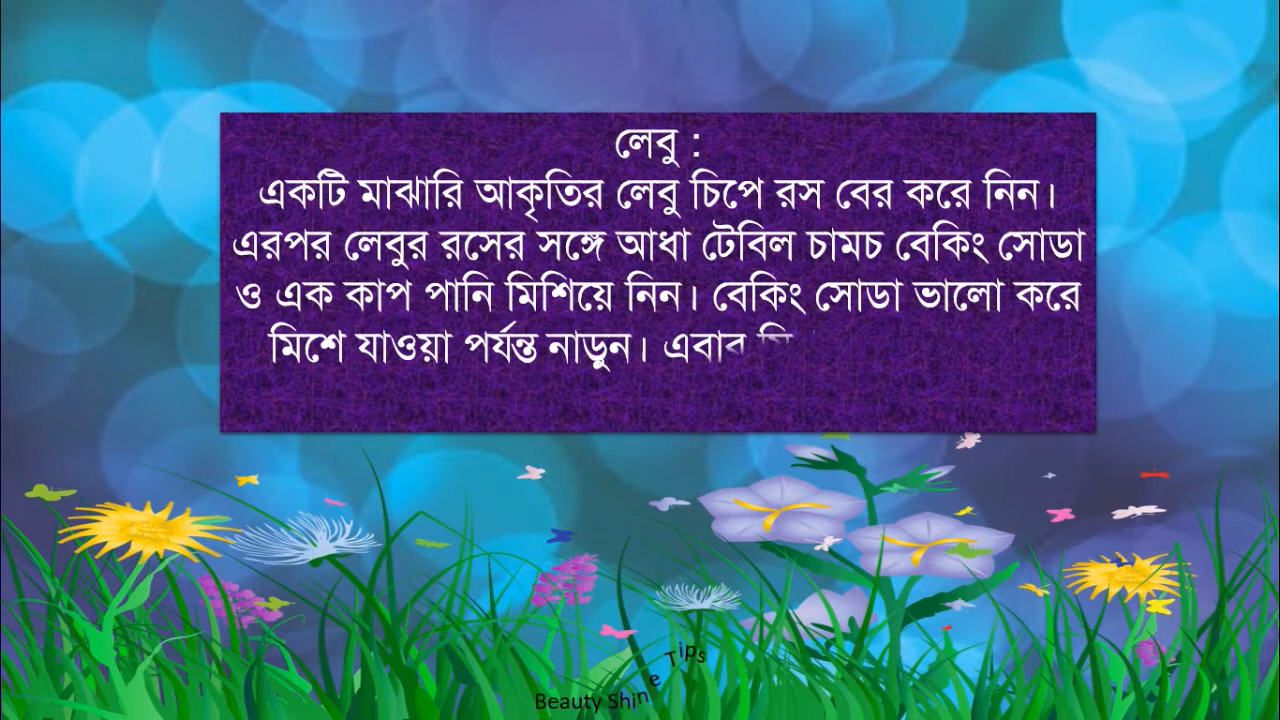 লেবু :
একটি মাঝারি আকৃতির লেবু চিপে রস বের করে নিন।
এরপর লেবুর রসের সঙ্গে আধা টেবিল চামচ বেকিং সোডা
ও এক কাপ পানি মিশিয়ে নিন। বেকিং সোডা ভালো করে
মিশে যাওয়া পর্যন্ত নাড়ুন। এবার
Beauty Shine Tips